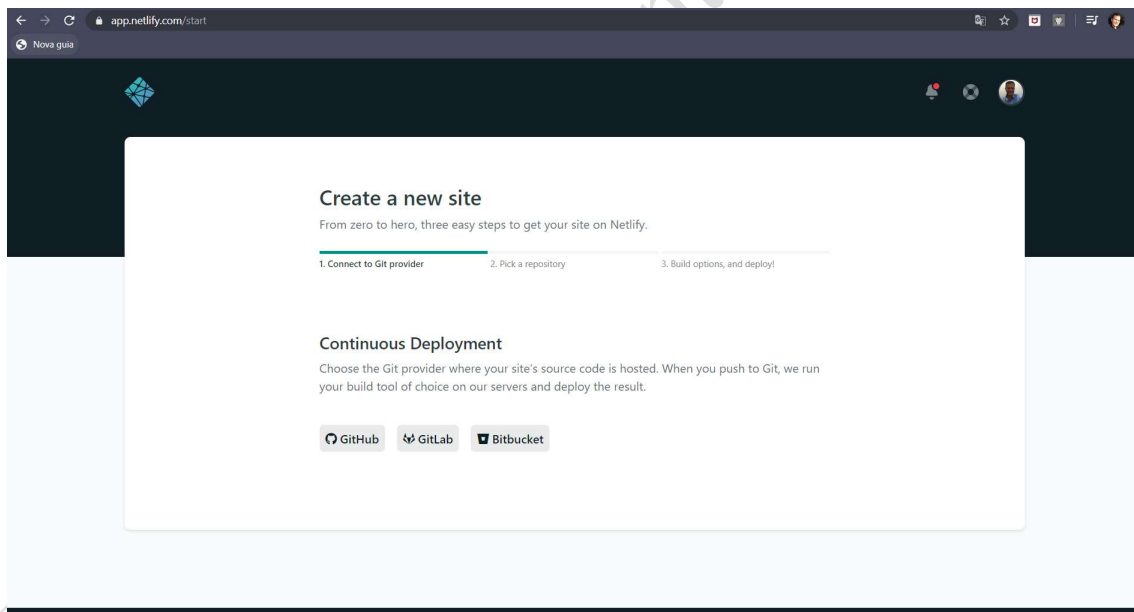 app.netlify.com/start
Nova guia
Create a new site
From zero to hero, three easy steps to get your site on Netlify.
1. Connect to Git provider
2. Pick a repository
3. Build options, and deploy!
Continuous Deployment
Choose the Git provider where your site's source code is hosted. When you push to Git, we run
your build tool of choice on our servers and deploy the result.
GitHub
GitLab
Bitbucket